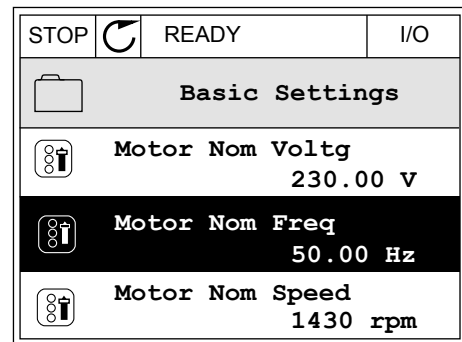 STOP READY I/O
Basic Settings
Motor Nom Voltg
230.00 V
Motor Nom Freq
50.00 Hz
Motor Nom Speed
1430 rpm